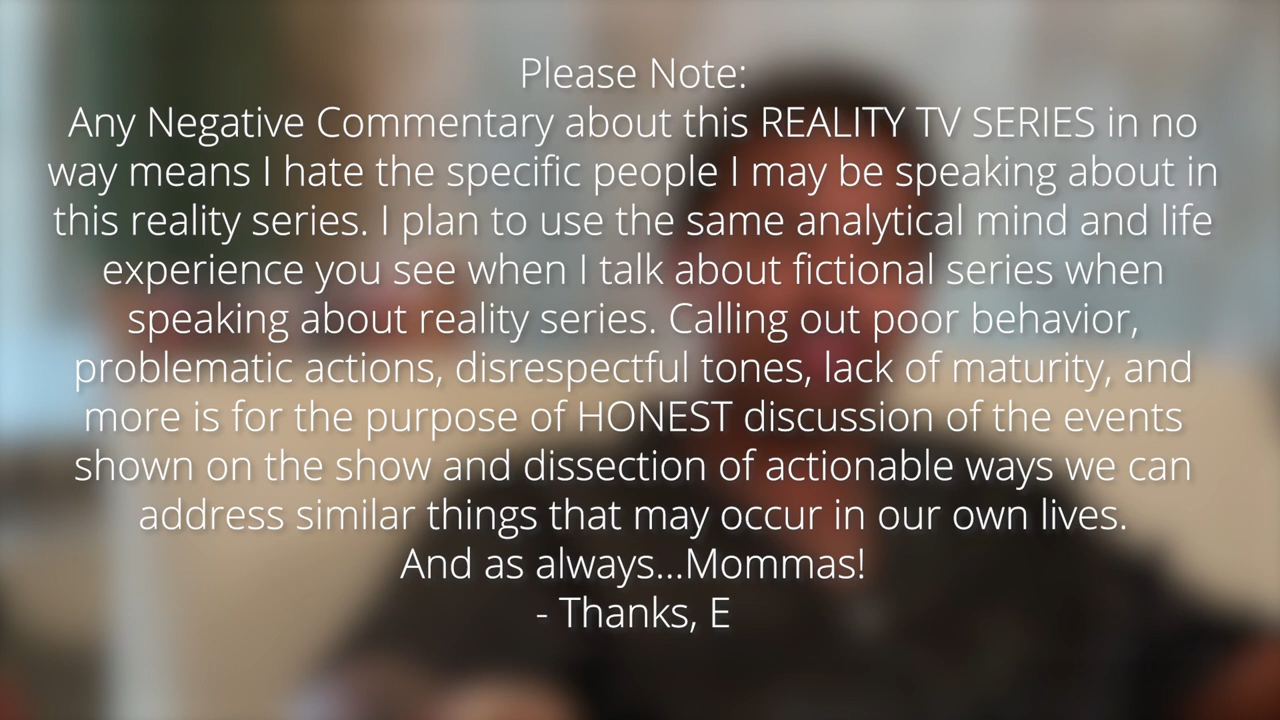 Please Note:
Any Negative Commentary about this REALITY TV SERIES in no
way means I hate the specific people I may be speaking about in
this reality series. I plan to use the same analytical mind and life
experience you see when I talk about fictional series when
speaking about reality series. Calling out poor behavior,
problematic actions, disrespectful tones, lack of maturity, and
more is for the purpose of HONEST discussion of the events
shown on the show and dissection of actionable ways we can
address similar things that may occur in our own lives.
And as always...Mommas!
- Thanks, E